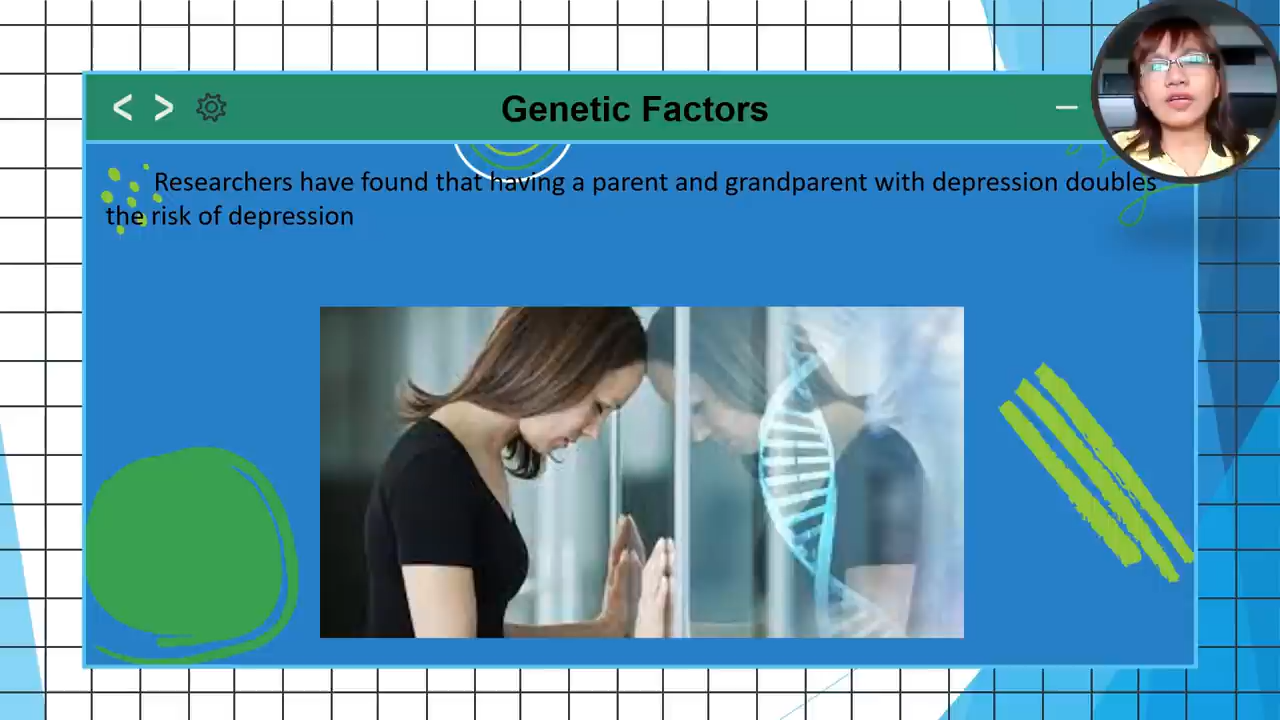 Genetic Factors
Researchers have found that having a parent and grandparent with depression doubles
the risk of depression